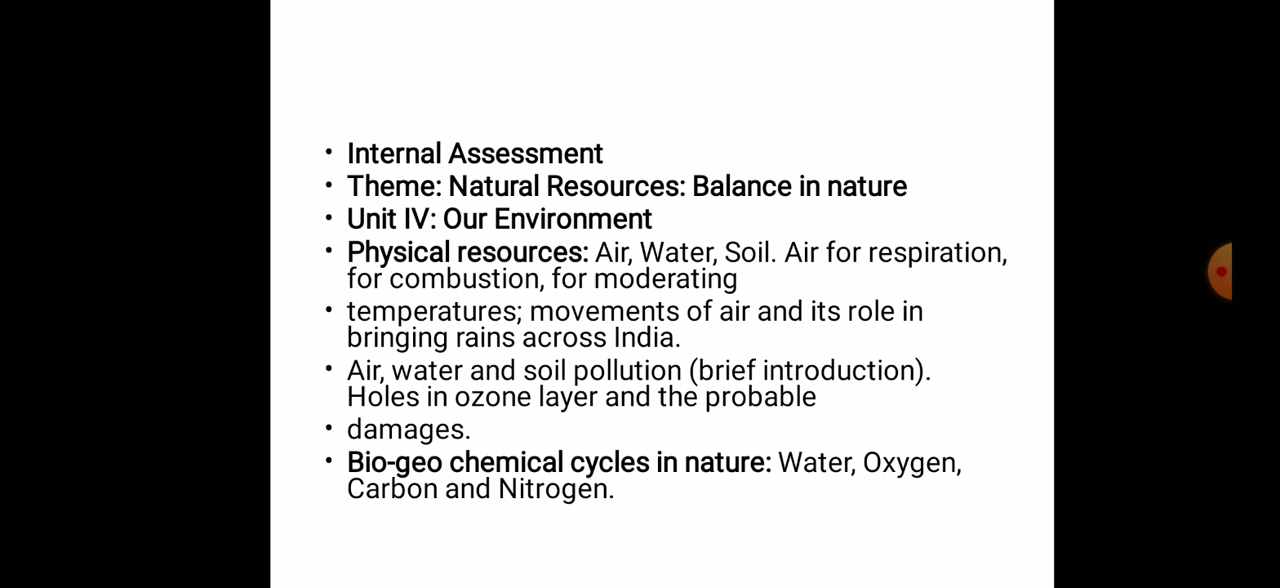 • Internal Assessment
• Theme: Natural Resources: Balance in nature
• Unit IV: Our Environment
• Physical resources: Air, Water, Soil. Air for respiration,
for combustion, for moderating
• temperatures; movements of air and its role in
bringing rains across India.
• Air, water and soil pollution (brief introduction).
Holes in ozone layer and the probable
• damages.
• Bio-geo chemical cycles in nature: Water, Oxygen,
Carbon and Nitrogen.